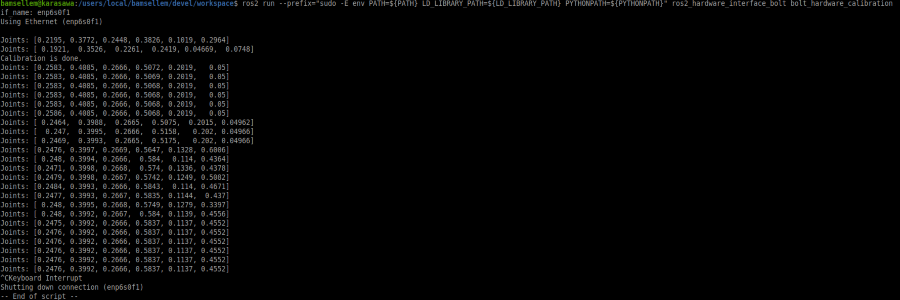 bamsellem@karasawa:/users/local/bamsellem/devel/workspace$ ros2 run --prefix="sudo -E env PATH=${PATH} LD_LIBRARY_PATH=${LD_LIBRARY_PATH} PYTHONPATH=${PYTHONPATH}" ros2_hardware_interface_bolt bolt_hardware_calibration
if_name: enp6s0f1
Using Ethernet (enp6s0f1)
Joints: [0.2195, 0.3772, 0.2448, 0.3826, 0.1019, 0.2964]
Joints: [ 0.1921,  0.3526,  0.2261,  0.2419, 0.04669,  0.0748]
Calibration is done.
Joints: [0.2583, 0.4085, 0.2666, 0.5072, 0.2019,   0.05]
Joints: [0.2583, 0.4085, 0.2666, 0.5069, 0.2019,   0.05]
Joints: [0.2583, 0.4085, 0.2666, 0.5068, 0.2019,   0.05]
Joints: [0.2583, 0.4085, 0.2666, 0.5068, 0.2019,   0.05]
Joints: [0.2583, 0.4085, 0.2666, 0.5068, 0.2019,   0.05]
Joints: [0.2586, 0.4085, 0.2666, 0.5068, 0.2019,   0.05]
Joints: [ 0.2464,  0.3988,  0.2665,  0.5075,  0.2015, 0.04962]
Joints: [  0.247,  0.3995,  0.2666,  0.5158,   0.202, 0.04966]
Joints: [ 0.2469,  0.3993,  0.2665,  0.5175,   0.202, 0.04966]
Joints: [0.2476, 0.3997, 0.2669, 0.5647, 0.1328, 0.6086]
Joints: [ 0.248, 0.3994, 0.2666,  0.584,  0.114, 0.4364]
Joints: [0.2471, 0.3990, 0.2668,  0.574, 0.1336, 0.4378]
Joints: [0.2479, 0.3998, 0.2667, 0.5742, 0.1249, 0.5082]
Joints: [0.2484, 0.3993, 0.2666, 0.5843,  0.114, 0.4671]
Joints: [0.2477, 0.3993, 0.2667, 0.5835, 0.1144,  0.437]
Joints: [ 0.248, 0.3995, 0.2668, 0.5749, 0.1279, 0.3397]
Joints: [ 0.248, 0.3992, 0.2667,  0.584, 0.1139, 0.4556]
Joints: [0.2475, 0.3992, 0.2666, 0.5837, 0.1137, 0.4552]
Joints: [0.2476, 0.3992, 0.2666, 0.5837, 0.1137, 0.4552]
Joints: [0.2476, 0.3992, 0.2666, 0.5837, 0.1137, 0.4552]
Joints: [0.2476, 0.3992, 0.2666, 0.5837, 0.1137, 0.4552]
Joints: [0.2476, 0.3992, 0.2666, 0.5837, 0.1137, 0.4552]
Joints: [0.2476, 0.3992, 0.2666, 0.5837, 0.1137, 0.4552]
^CKeyboard Interrupt
Shutting down connection (enp6s0f1)
-- End of script --